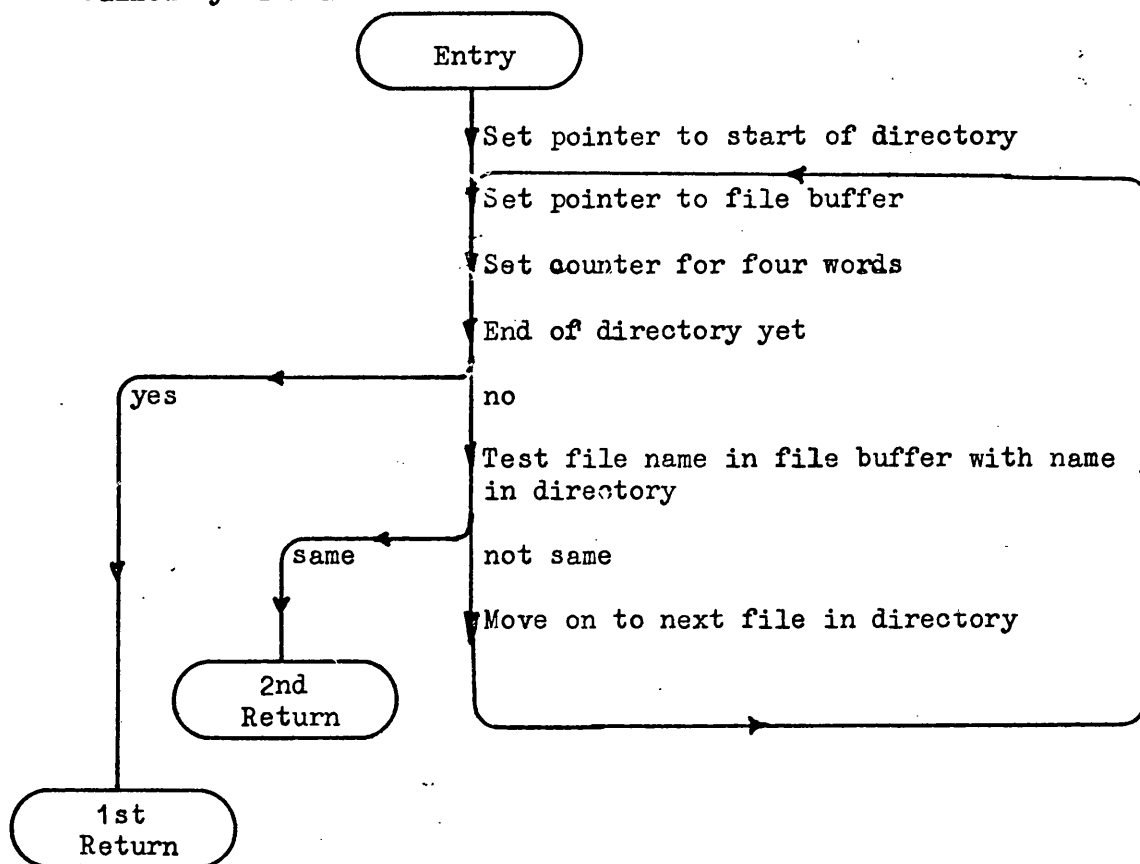 Entry
Set pointer to start of directory
Set pointer to file buffer
Set counter for four words
End of directory yet
yes
no
Test file name in file buffer with name
in directory
same
not same
Move on to next file in directory
2nd
Return
1st
Return